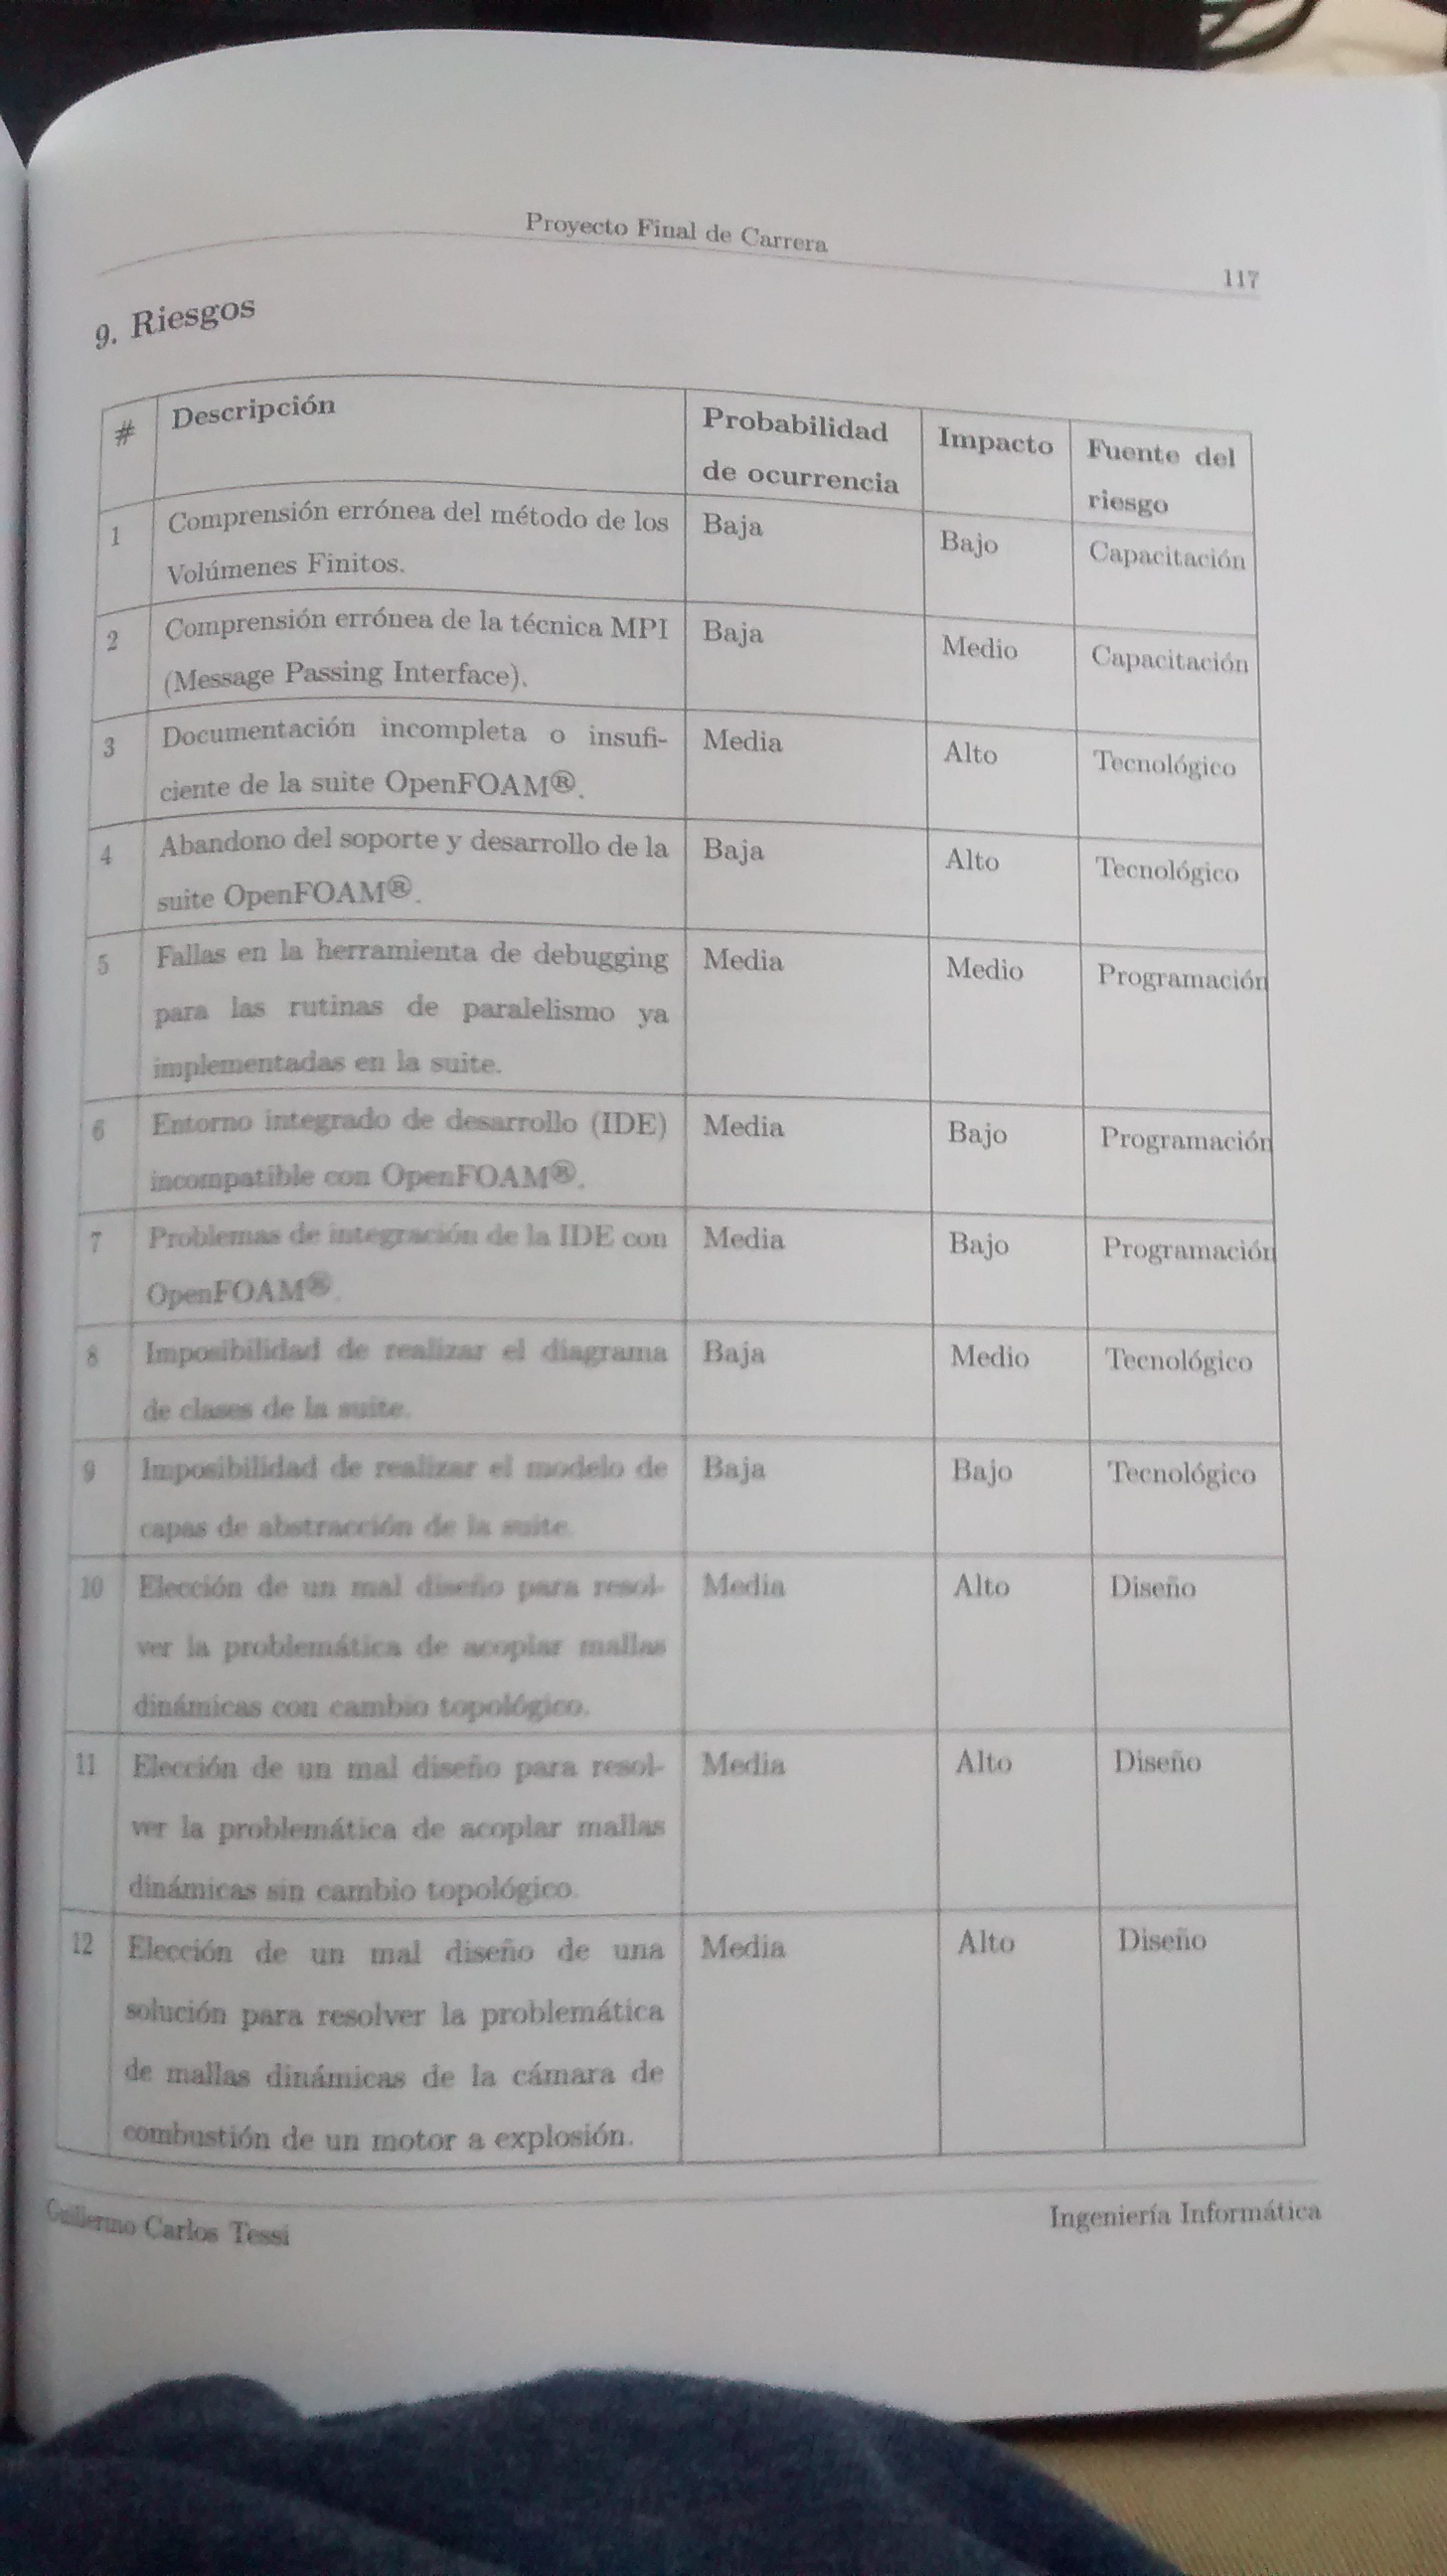 Proyecto Final de Carrera
117
9. Riesgos
# Descripción Probabilidad de ocurrencia Impacto Fuente del riesgo
1 Comprensión errónea del método de los Baja Bajo Capacitación
Volúmenes Finitos.
2 Comprensión errónea de la técnica MPI Baja Medio Capacitación
(Message Passing Interface).
3 Documentación incompleta o insufi- Media Alto Tecnológico
ciente de la suite OpenFOAM®.
4 Abandono del soporte y desarrollo de la Baja Alto Tecnológico
suite OpenFOAM®.
5 Fallas en la herramienta de debugging Media Medio Programación
para las rutinas de paralelismo ya
implementadas en la suite.
6 Entorno integrado de desarrollo (IDE) Media Bajo Programación
incompatible con OpenFOAM®.
7 Problemas de integración de la IDE con Media Bajo Programación
OpenFOAM®.
8 Imposibilidad de realizar el diagrama Baja Medio Tecnológico
de clases de la suite.
9 Imposibilidad de realizar el modelo de Baja Bajo Tecnológico
capas de abstracción de la suite.
10 Elección de un mal diseño para resol- Media Alto Diseño
ver la problemática de acoplar mallas
dinámicas con cambio topológico.
11 Elección de un mal diseño para resol- Media Alto Diseño
ver la problemática de acoplar mallas
dinámicas sin cambio topológico.
12 Elección de un mal diseño de una Media Alto Diseño
solución para resolver la problemática
de mallas dinámicas de la cámara de
combustión de un motor a explosión.
Guillermo Carlos Tessi
Ingeniería Informática